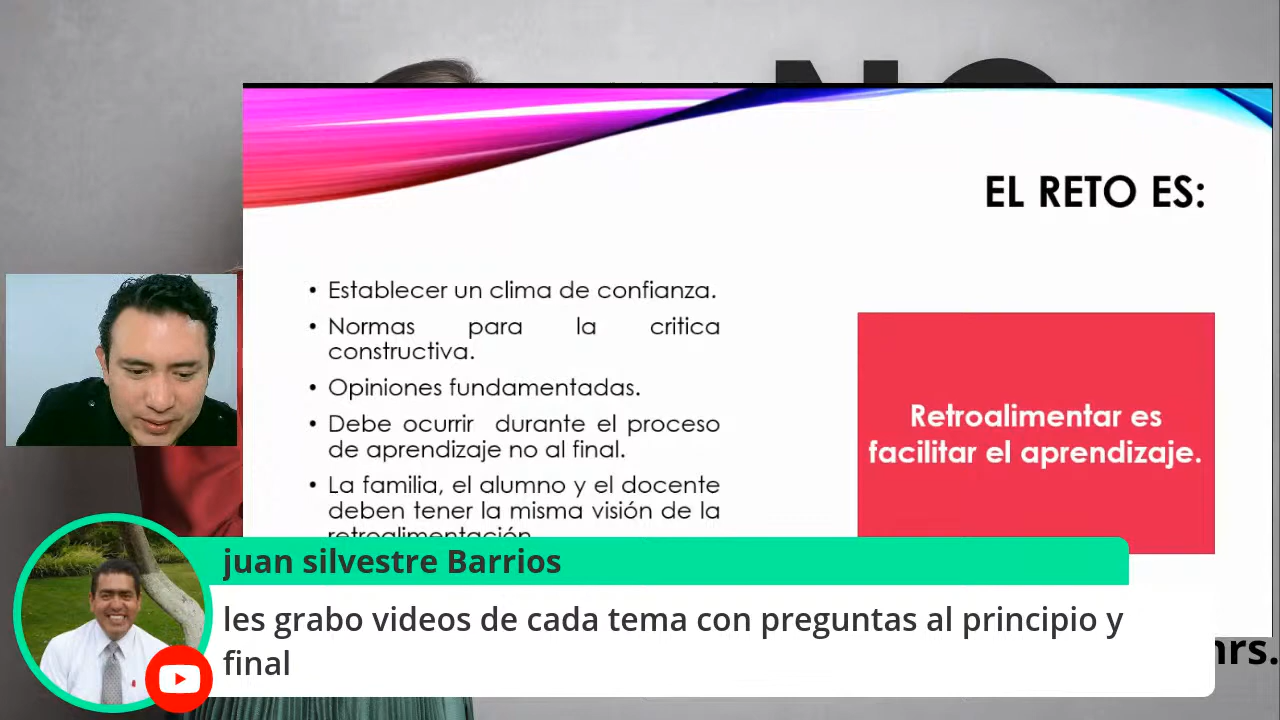 EL RETO ES:
• Establecer un clima de confianza.
• Normas para la critica
constructiva.
• Opiniones fundamentadas.
• Debe ocurrir durante el proceso
de aprendizaje no al final.
• La familia, el alumno y el docente
deben tener la misma visión de la
retroalimentación
Retroalimentar es
facilitar el aprendizaje.
juan silvestre Barrios
les grabo videos de cada tema con preguntas al principio y
final
hrs.